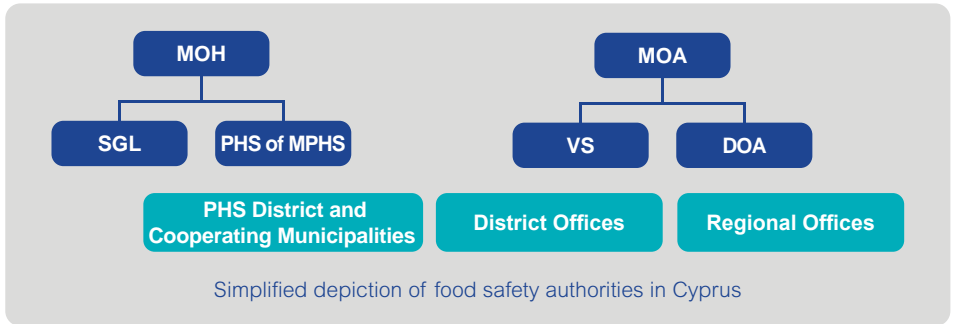 MOH
MOA
SGL
PHS of MPHS
VS
DOA
PHS District and
Cooperating Municipalities
District Offices
Regional Offices
Simplified depiction of food safety authorities in Cyprus